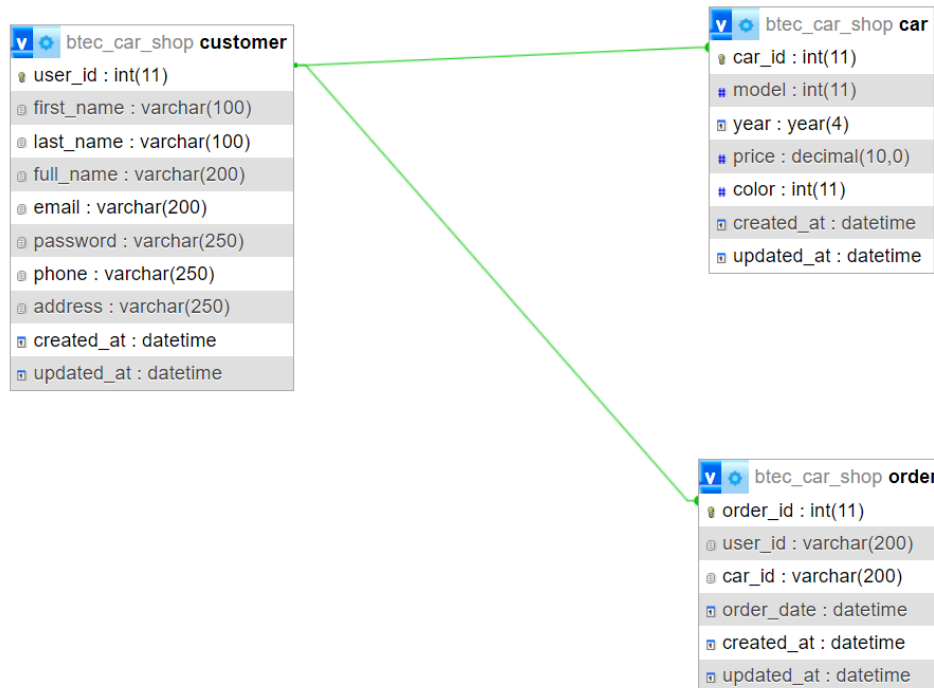 btec_car_shop customer
user_id : int(11)
first_name : varchar(100)
last_name : varchar(100)
full_name : varchar(200)
email : varchar(200)
password : varchar(250)
phone : varchar(250)
address : varchar(250)
created_at : datetime
updated_at : datetime
btec_car_shop car
car_id : int(11)
# model : int(11)
year : year(4)
# price : decimal(10,0)
# color : int(11)
created_at : datetime
updated_at : datetime
btec_car_shop order
order_id : int(11)
user_id : varchar(200)
car_id : varchar(200)
order_date : datetime
created_at : datetime
updated_at : datetime